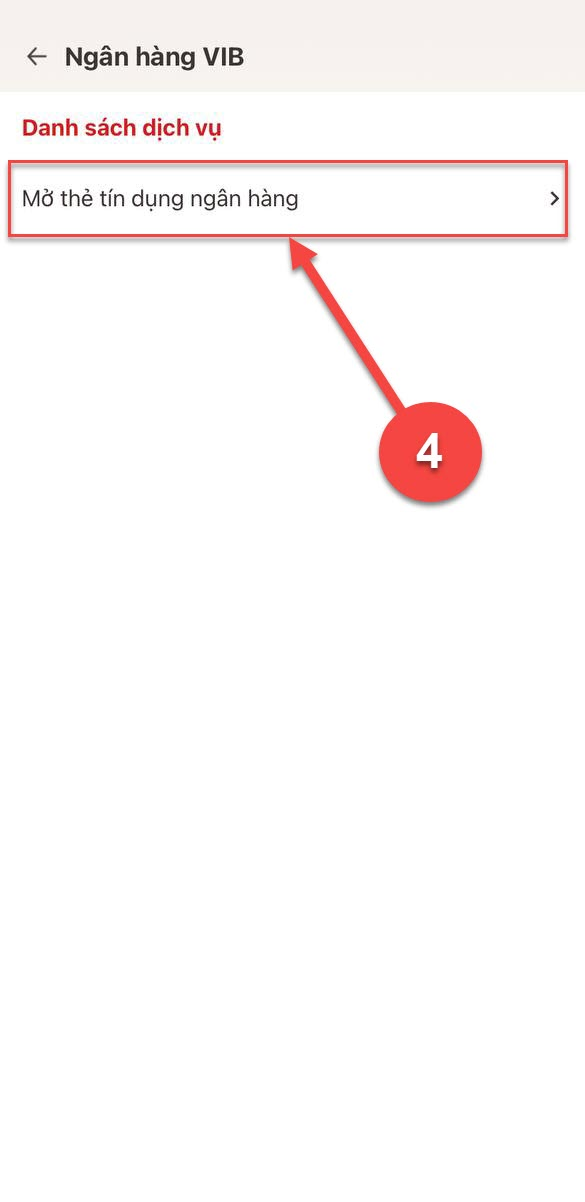 Ngân hàng VIB
Danh sách dịch vụ
Mở thẻ tín dụng ngân hàng
4